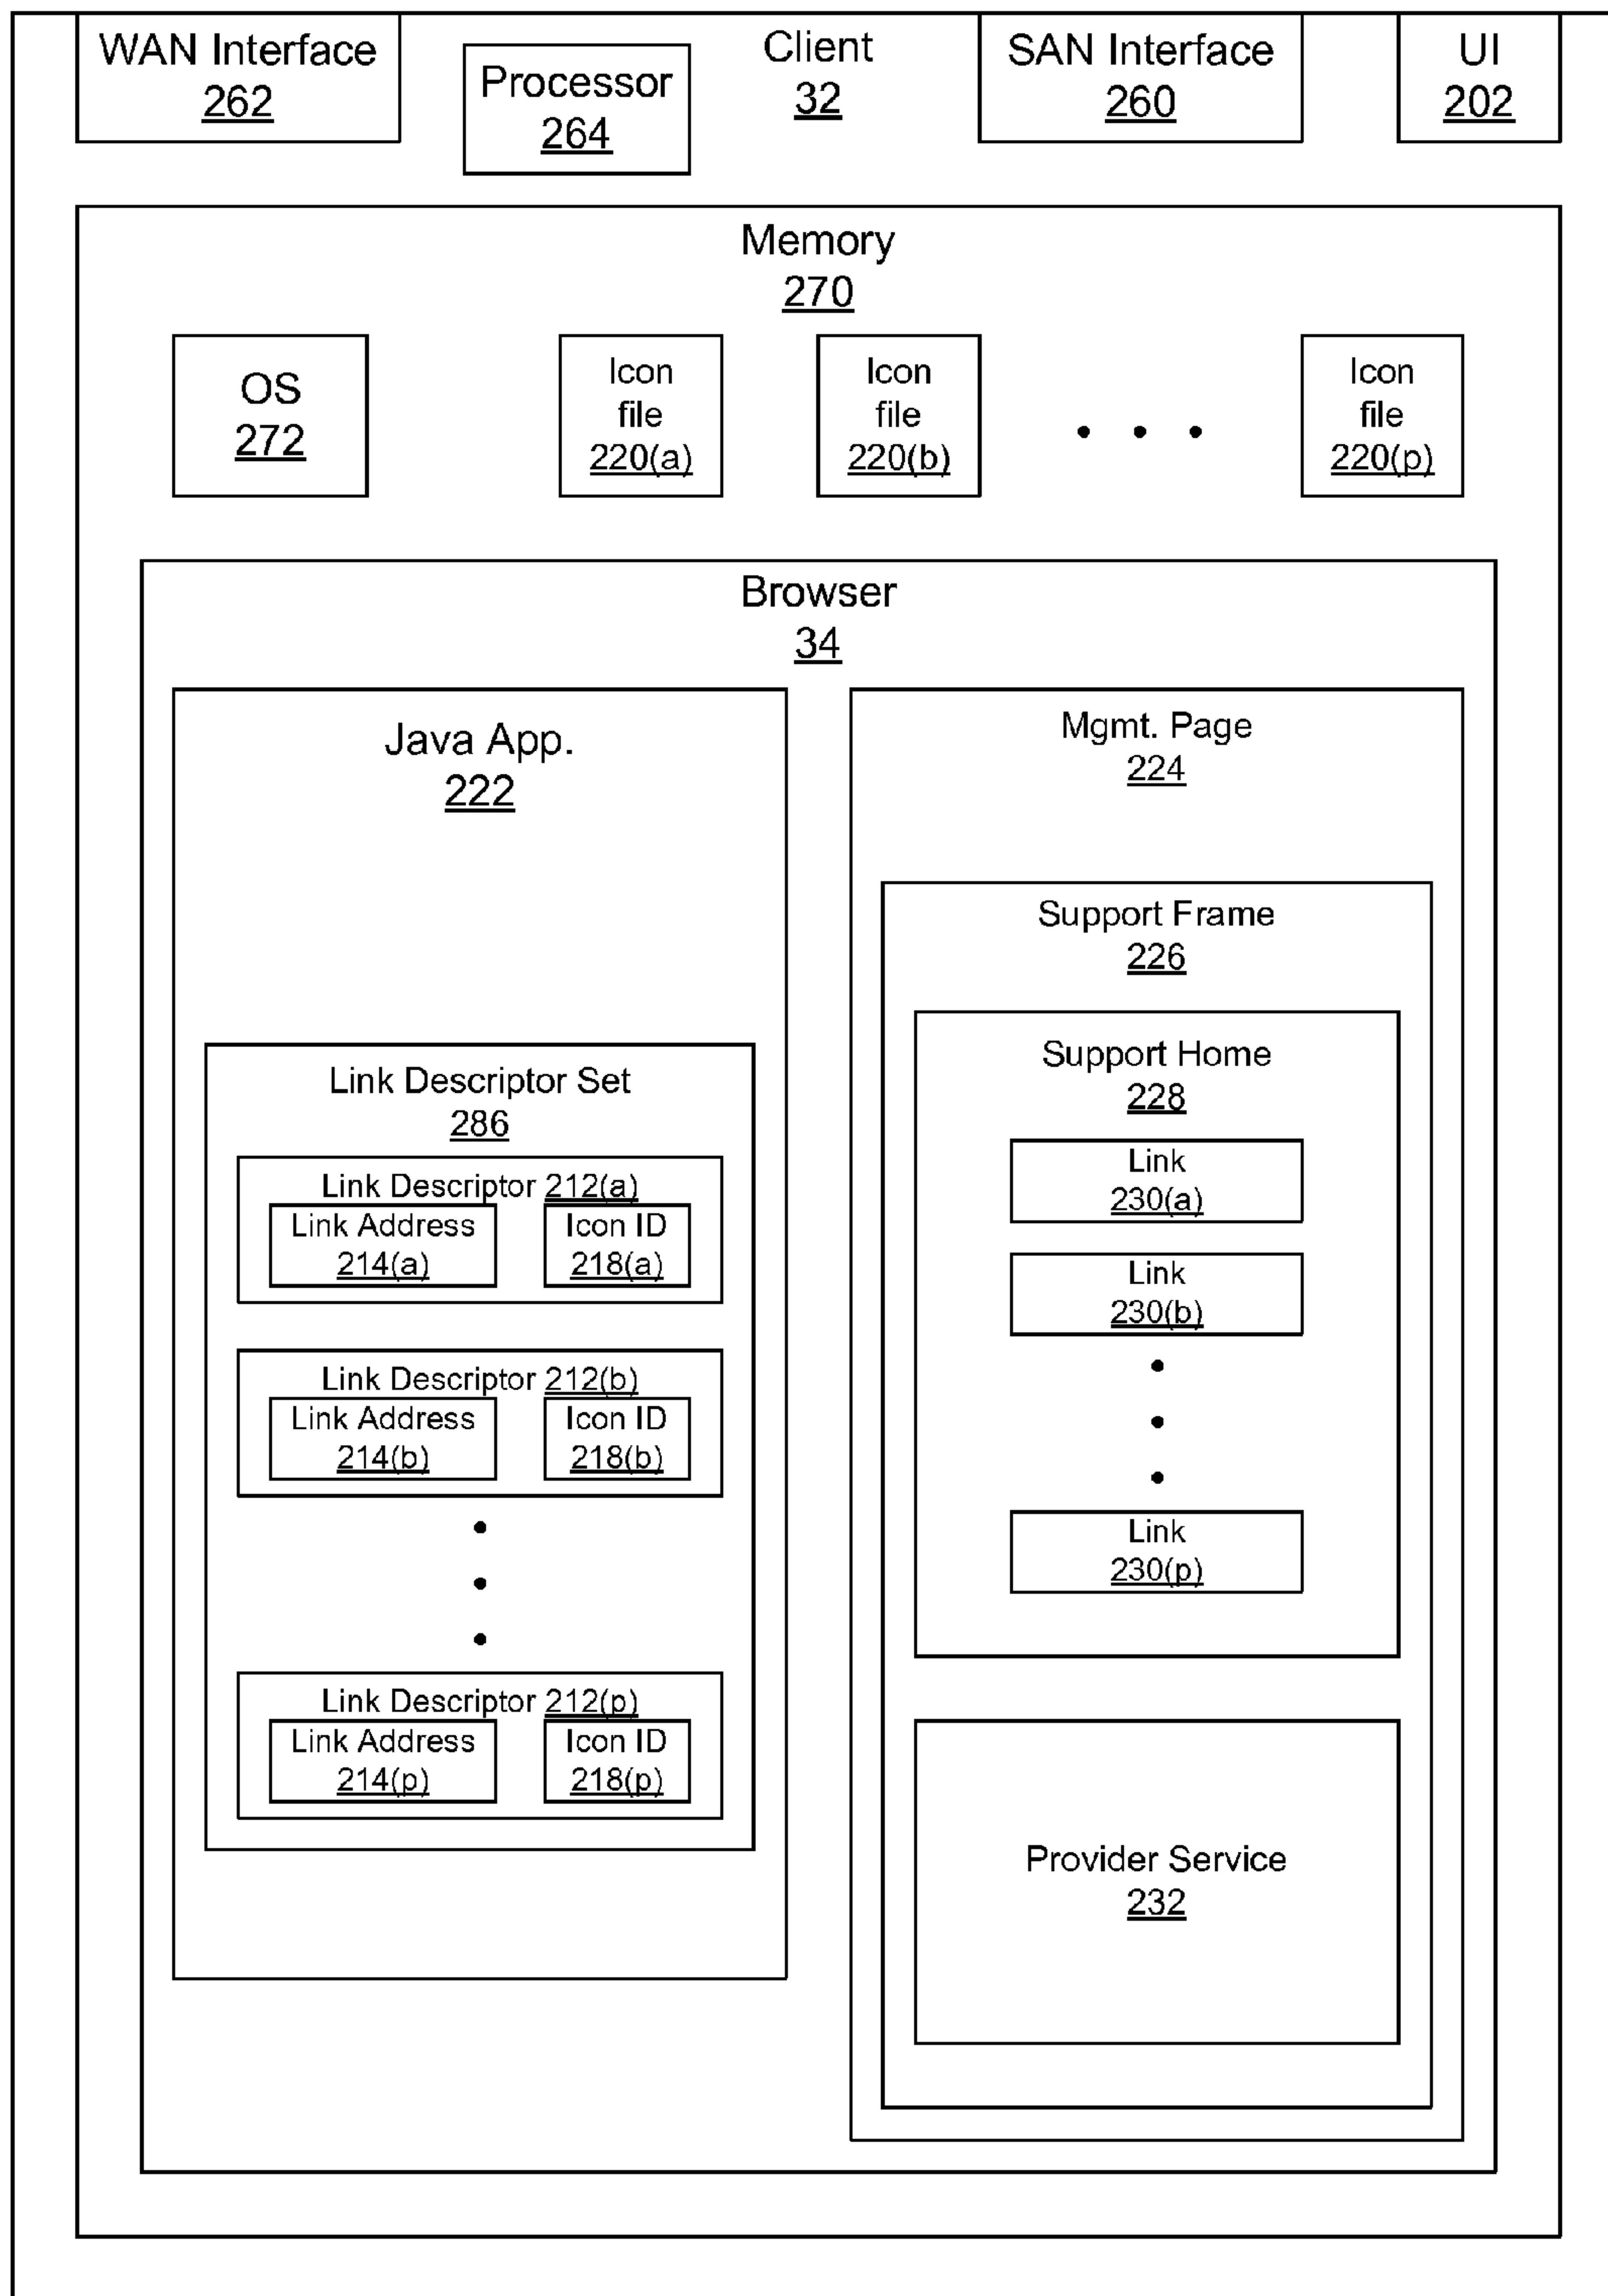 WAN Interface
262
Processor
264
Client
32
SAN Interface
260
UI
202
Memory
270
OS
272
Icon
file
220(a)
Icon
file
220(b)
• • •
Icon
file
220(p)
Browser
34
Java App.
222
Link Descriptor Set
286
Link Descriptor 212(a)
Link Address
214(a)
Icon ID
218(a)
Link Descriptor 212(b)
Link Address
214(b)
Icon ID
218(b)
•
•
•
Link Descriptor 212(p)
Link Address
214(p)
Icon ID
218(p)
Mgmt. Page
224
Support Frame
226
Support Home
228
Link
230(a)
Link
230(b)
•
•
•
Link
230(p)
Provider Service
232